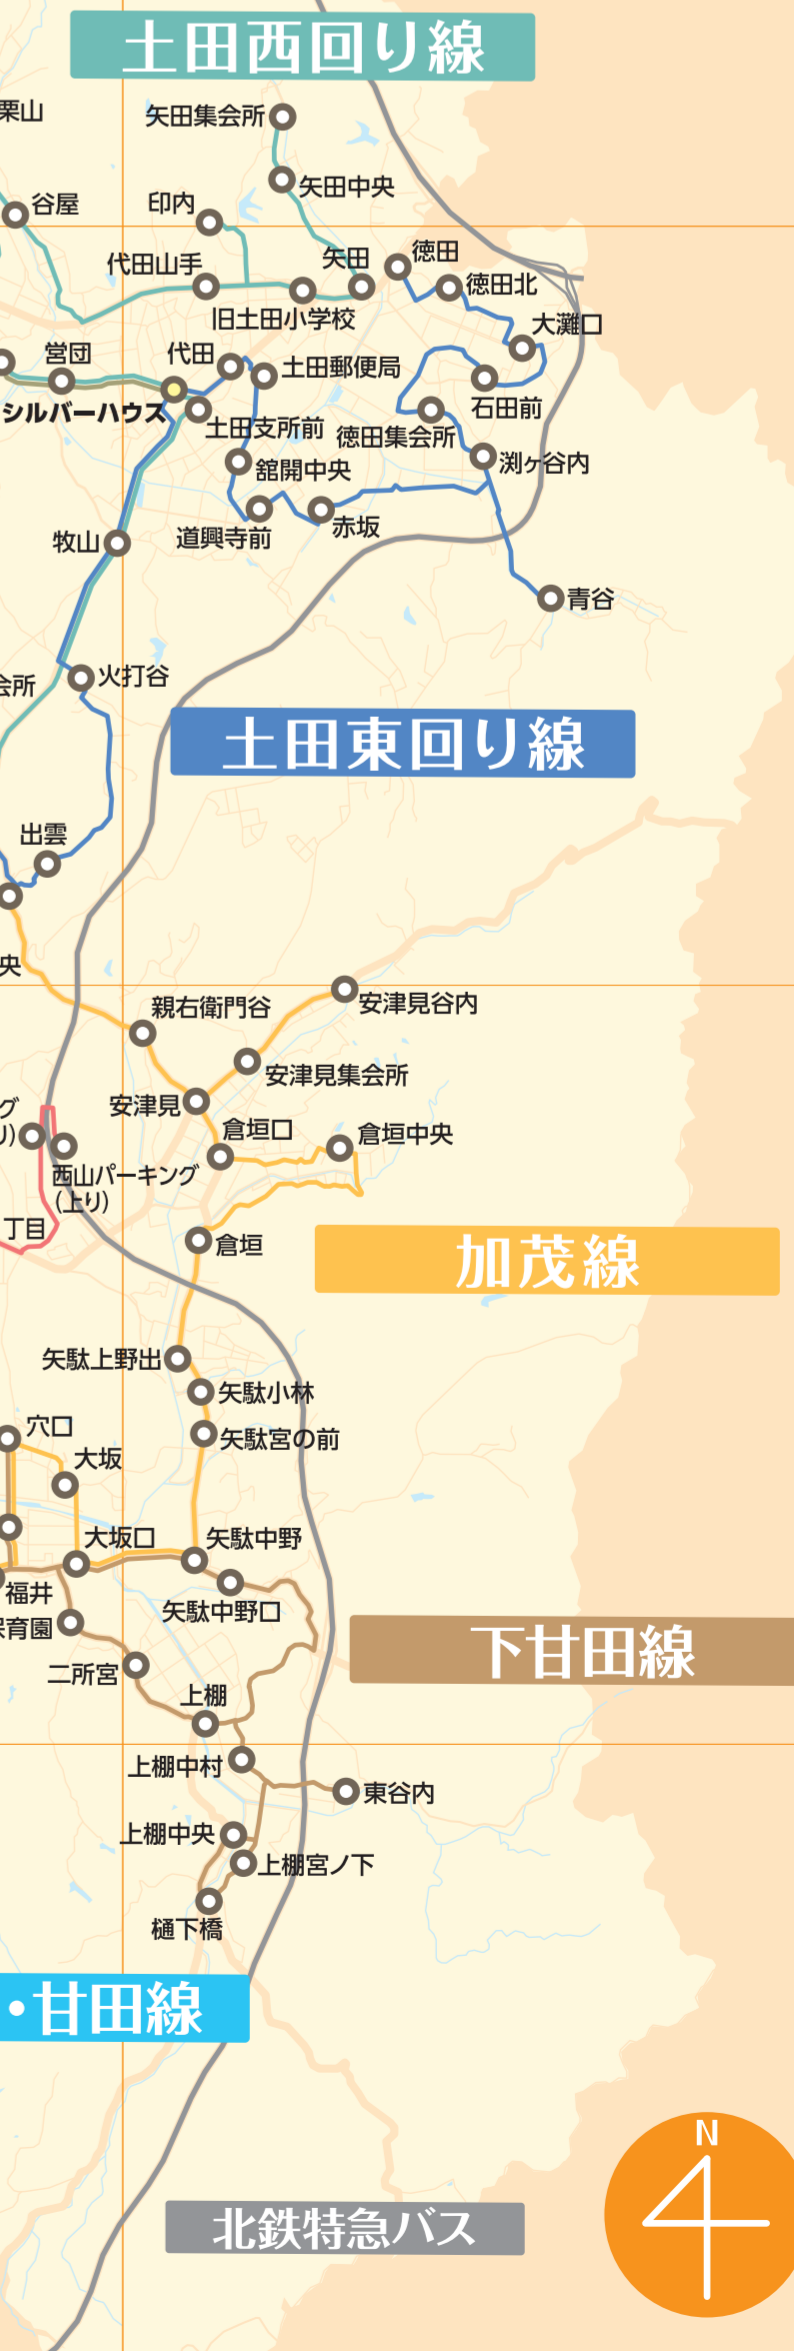 土田西回り線
栗山
矢田集会所
矢田中央
谷屋
印内
代田山手
矢田
徳田
徳田北
旧土田小学校
大灘口
営団
代田
土田郵便局
シルバーハウス
石田前
土田支所前
徳田集会所
舘開中央
渕ヶ谷内
道興寺前
赤坂
牧山
青谷
会所
火打谷
土田東回り線
出雲
央
親右衛門谷
安津見谷内
安津見集会所
安津見
グ
り)
倉垣口
倉垣中央
西山パーキング
(上り)
丁目
倉垣
加茂線
矢駄上野出
矢駄小林
矢駄宮の前
穴口
大坂
大坂口
矢駄中野
福井
保育園
矢駄中野口
下甘田線
二所宮
上棚
上棚中村
東谷内
上棚中央
上棚宮ノ下
樋下橋
・甘田線
N
北鉄特急バス